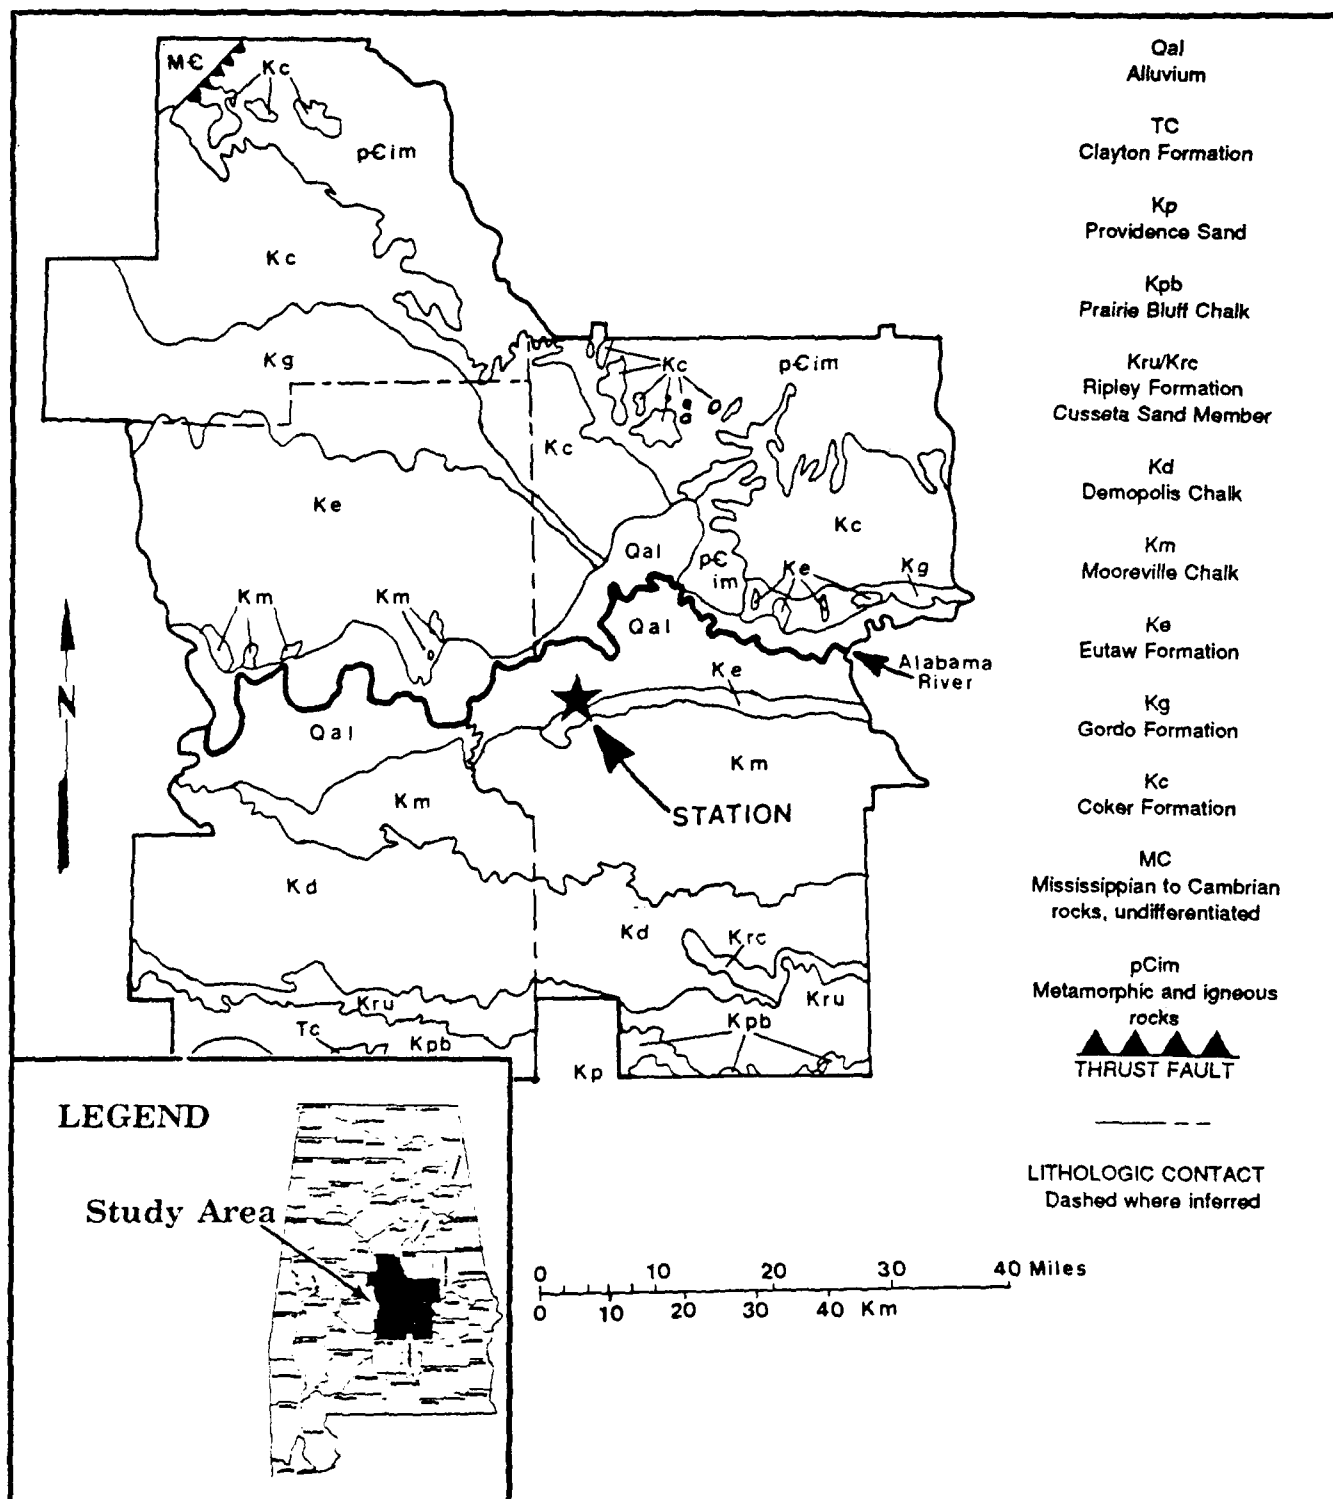 M€
Kc
p€im
Kc
Kg
Kc
p€im
Kc
Ke
Kc
Qal
p€
im
Ke
Kg
Km
Km
Qal
Alabama
River
Ke
Qal
Km
Km
STATION
N
Kd
Kd
Krc
Kru
Kru
Tc
Kpb
Kpb
Kp
Qal
Alluvium
TC
Clayton Formation
Kp
Providence Sand
Kpb
Prairie Bluff Chalk
Kru/Krc
Ripley Formation
Cusseta Sand Member
Kd
Demopolis Chalk
Km
Mooreville Chalk
Ke
Eutaw Formation
Kg
Gordo Formation
Kc
Coker Formation
MC
Mississippian to Cambrian
rocks, undifferentiated
pCim
Metamorphic and igneous
rocks
THRUST FAULT
LITHOLOGIC CONTACT
Dashed where inferred
LEGEND
Study Area
0 10 20 30 40 Miles
0 10 20 30 40 Km